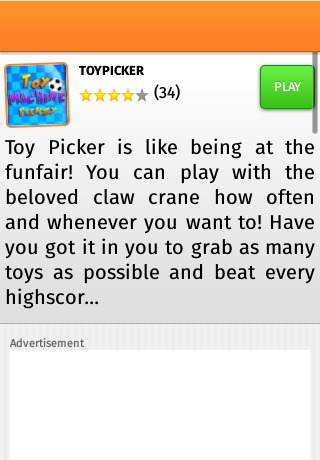 TOY
MACHINE
FRENZY
TOYPICKER
(34)
PLAY
Toy Picker is like being at the
funfair! You can play with the
beloved claw crane how often
and whenever you want to! Have
you got it in you to grab as many
toys as possible and beat every
highscor...
Advertisement